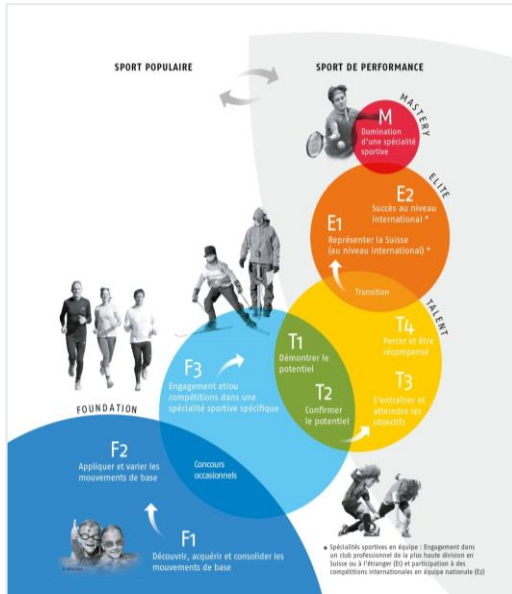 SPORT POPULAIRE
SPORT DE PERFORMANCE
MASTERY
M
Domination
d'une spécialité
sportive
ELITE
E2
Succès au niveau
international *
E1
Représenter la Suisse
(au niveau international) *
Transition
TALENT
T4
Percer et être
récompensé
T1
Démontrer le
potentiel
T3
S'entraîner et
atteindre les
objectifs
T2
Confirmer
le potentiel
F3
Engagement et/ou
compétitions dans une
spécialité sportive spécifique
FOUNDATION
F2
Appliquer et varier les
mouvements de base
Concours
occasionnels
F1
Découvrir, acquérir et consolider les
mouvements de base
* Spécialités sportives en équipe : Engagement dans
un club professionnel de la plus haute division en
Suisse ou à l'étranger (E1) et participation à des
compétitions internationales en équipe nationale (E2)